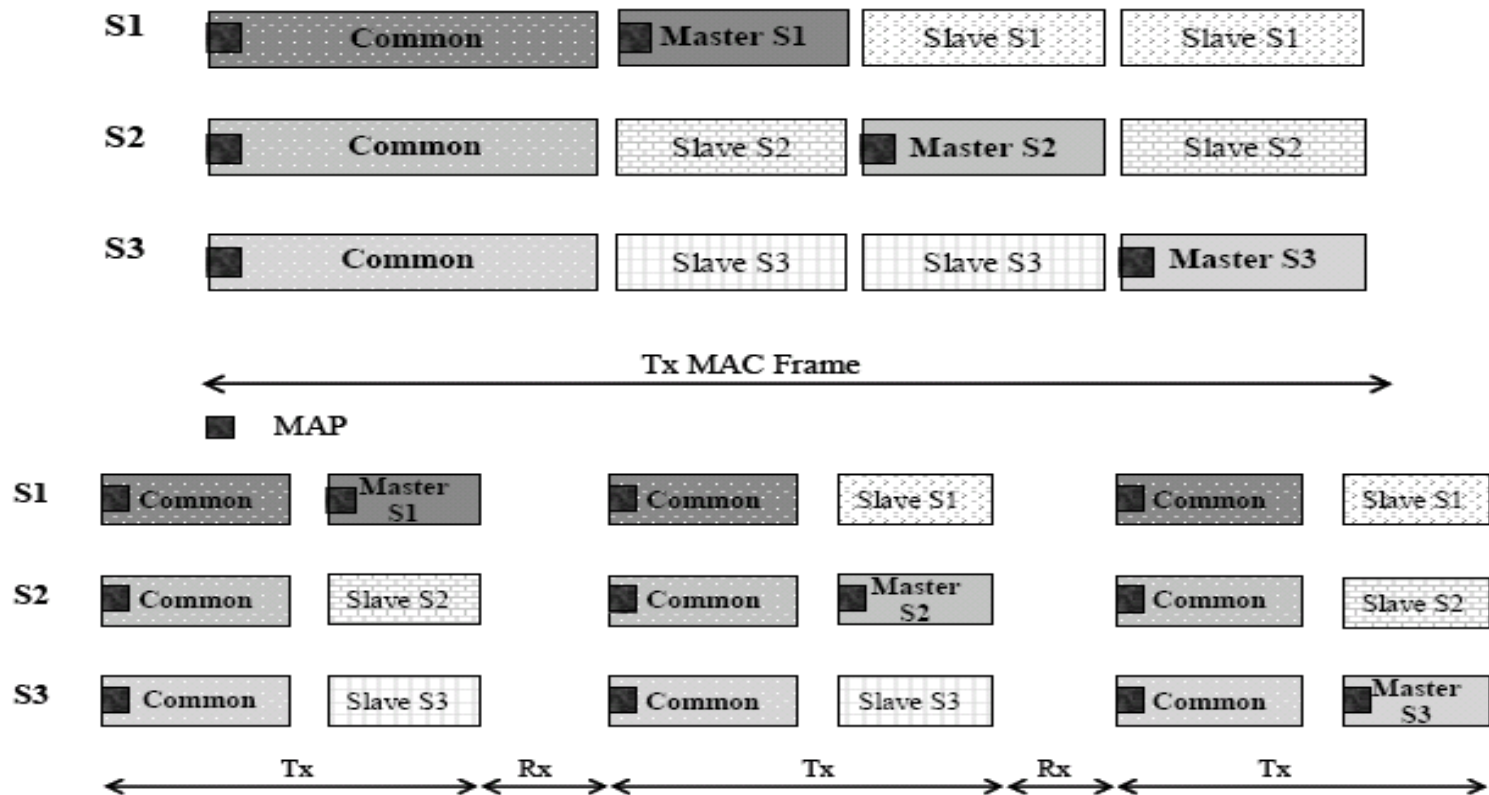 S1 Common Master S1 Slave S1 Slave S1
S2 Common Slave S2 Master S2 Slave S2
S3 Common Slave S3 Slave S3 Master S3
Tx MAC Frame
MAP
S1 Common Master S1 Common Slave S1 Common Slave S1
S2 Common Slave S2 Common Master S2 Common Slave S2
S3 Common Slave S3 Common Slave S3 Common Master S3
Tx Rx Tx Rx Tx